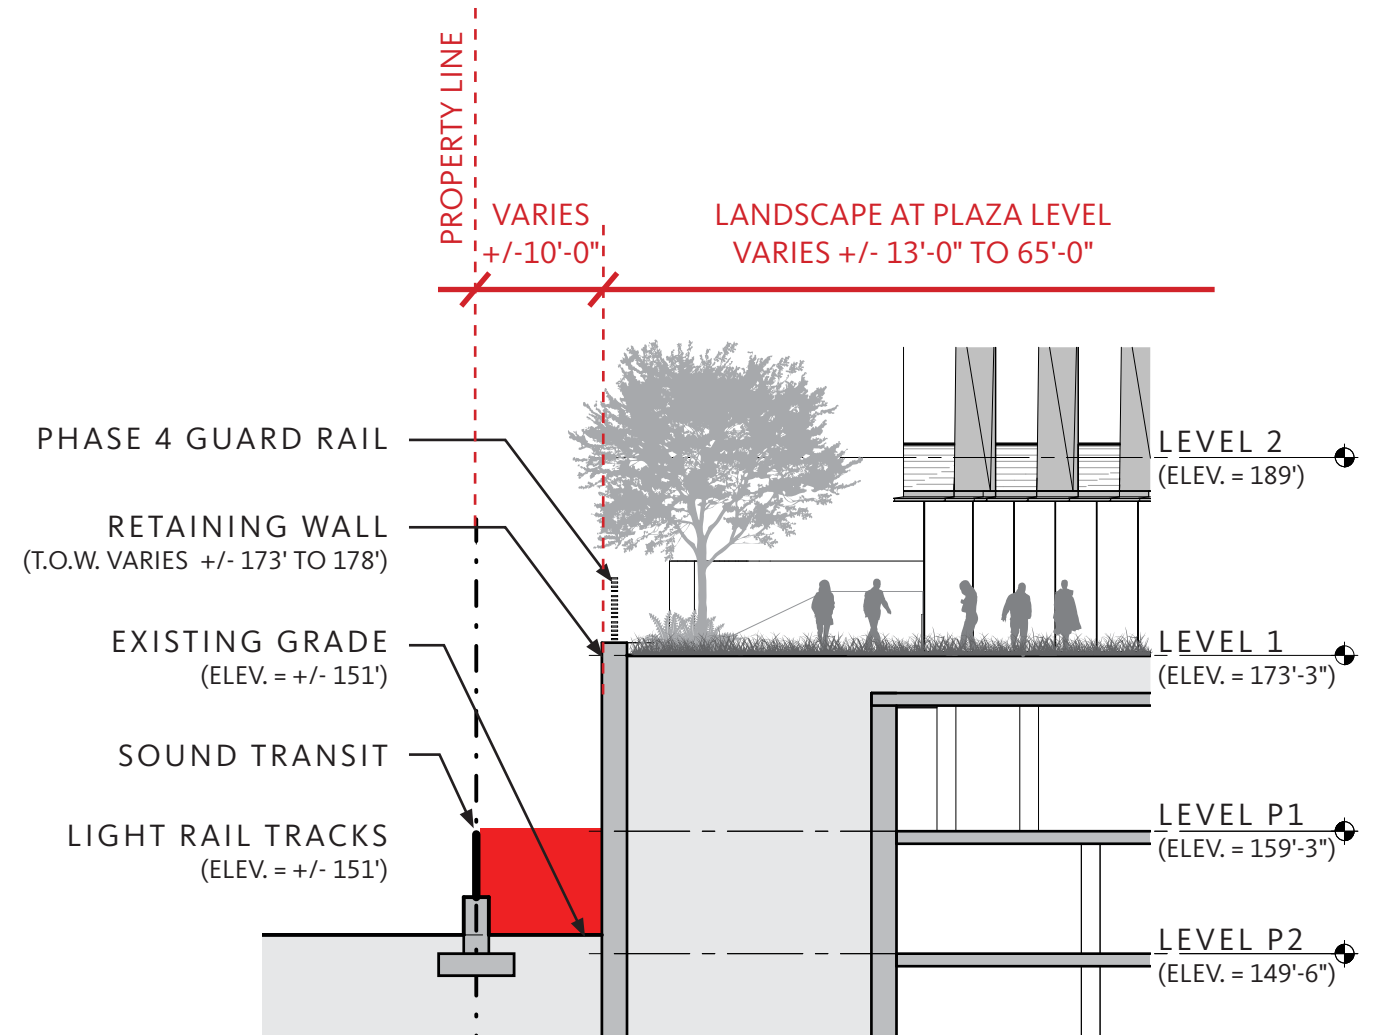 PROPERTY LINE
VARIES
+/-10'-0"
LANDSCAPE AT PLAZA LEVEL
VARIES +/- 13'-0" TO 65'-0"
PHASE 4 GUARD RAIL
RETAINING WALL
(T.O.W. VARIES +/- 173' TO 178')
EXISTING GRADE
(ELEV. = +/- 151')
SOUND TRANSIT
LIGHT RAIL TRACKS
(ELEV. = +/- 151')
LEVEL 2
(ELEV. = 189')
LEVEL 1
(ELEV. = 173'-3")
LEVEL P1
(ELEV. = 159'-3")
LEVEL P2
(ELEV. = 149'-6")